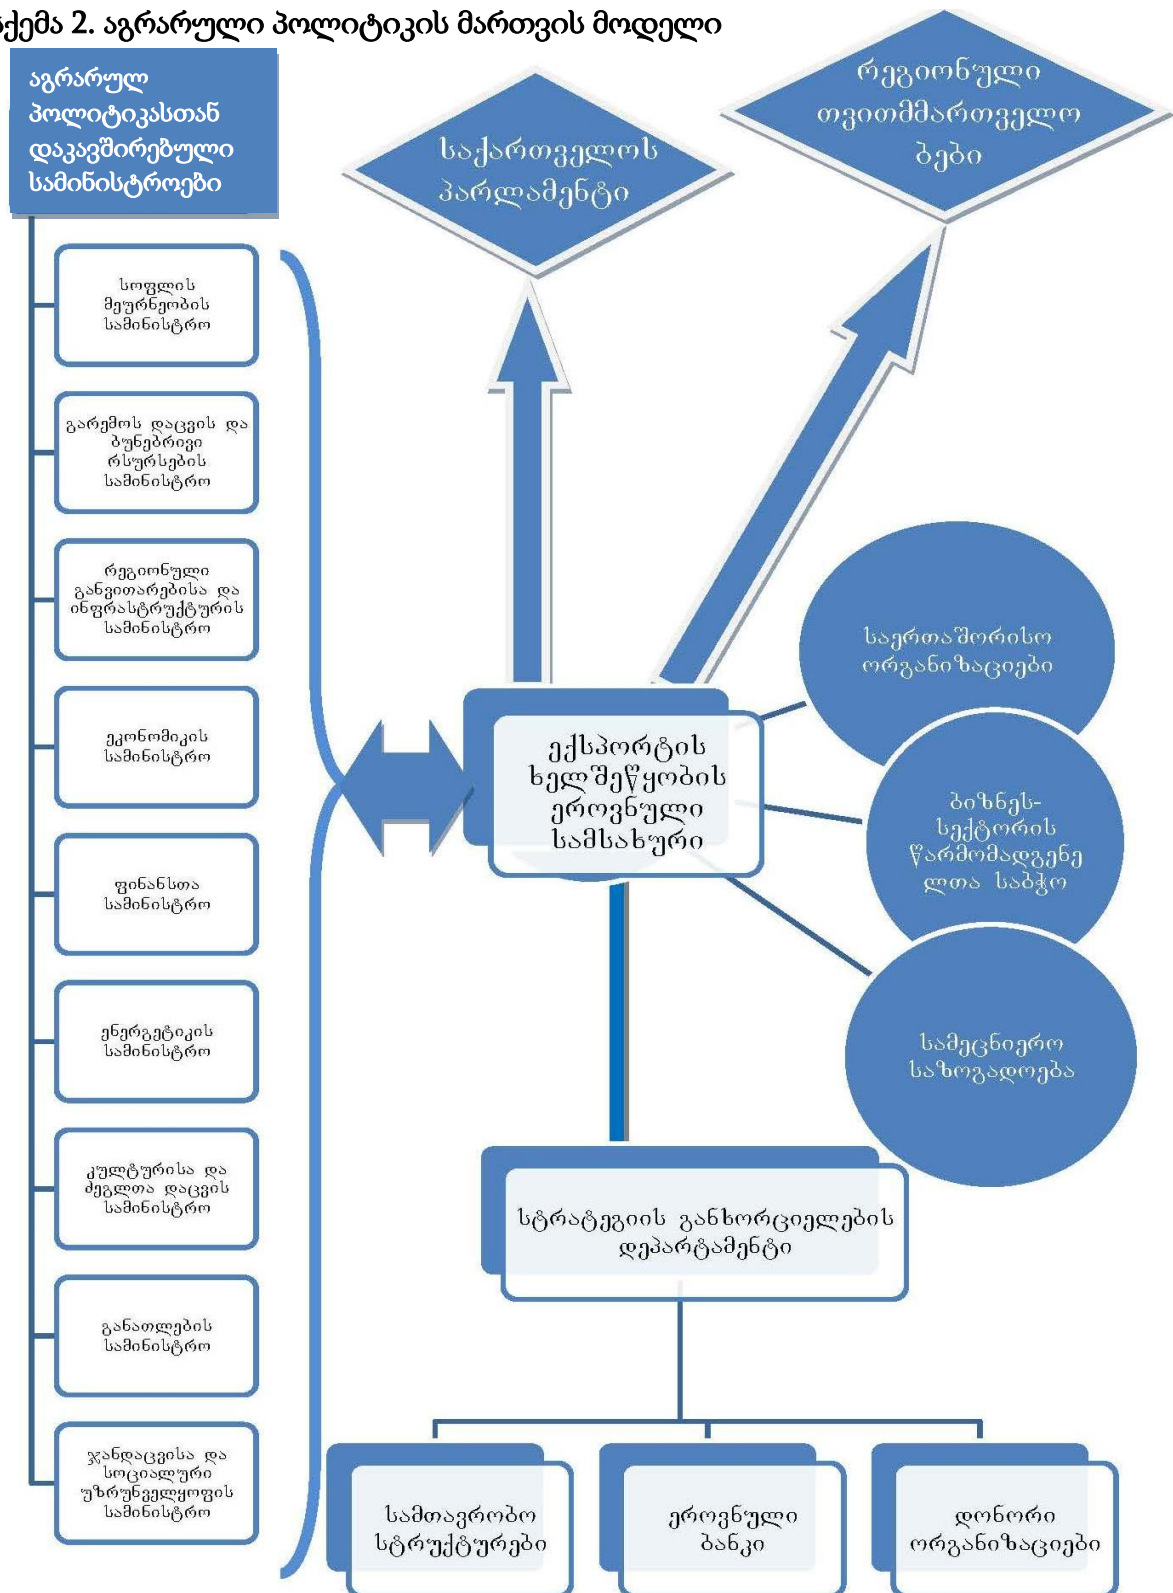 სქემა 2. აგრარული პოლიტიკის მართვის მოდელი
აგრარულ
პოლიტიკასთან
დაკავშირებული
სამინისტროები
საქართველოს
პარლამენტი
რეგიონული
თვითმმართველო
ბები
სოფლის
მეურნეობის
სამინისტრო
გარემოს დაცვის და
ბუნებრივი
რსურსების
სამინისტრო
რეგიონული
განვითარებისა და
ინფრასტრუქტურის
სამინისტრო
ეკონომიკის
სამინისტრო
ფინანსთა
სამინისტრო
ენერგეტიკის
სამინისტრო
კულტურისა და
ძეგლთა დაცვის
სამინისტრო
განათლების
სამინისტრო
ჯანდაცვისა და
სოციალური
უზრუნველყოფის
სამინისტრო
ექსპორტის
ხელშეწყობის
ეროვნული
სამსახური
საერთაშორისო
ორგანიზაციები
ბიზნეს-
სექტორის
წარმომადგენე
ლთა საბჭო
სამეცნიერო
საზოგადოება
სტრატეგიის განხორციელების
დეპარტამენტი
სამთავრობო
სტრუქტურები
ეროვნული
ბანკი
დონორი
ორგანიზაციები